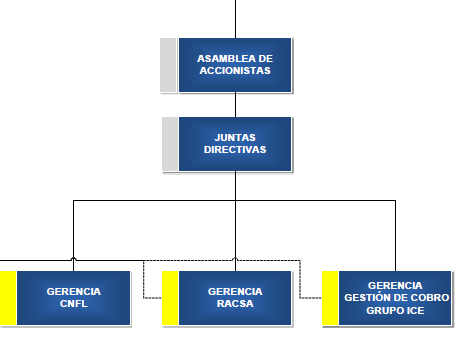 ASAMBLEA DE
ACCIONISTAS
JUNTAS
DIRECTIVAS
GERENCIA
CNFL
GERENCIA
RACSA
GERENCIA
GESTIÓN DE COBRO
GRUPO ICE